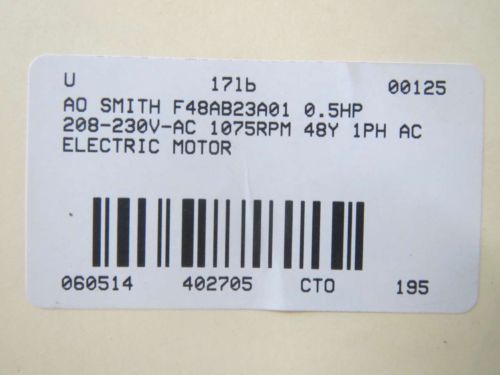 U 17lb 00125
AO SMITH F48AB23A01 0.5HP
208-230V-AC 1075RPM 48Y 1PH AC
ELECTRIC MOTOR
060514 402705 CTO 195